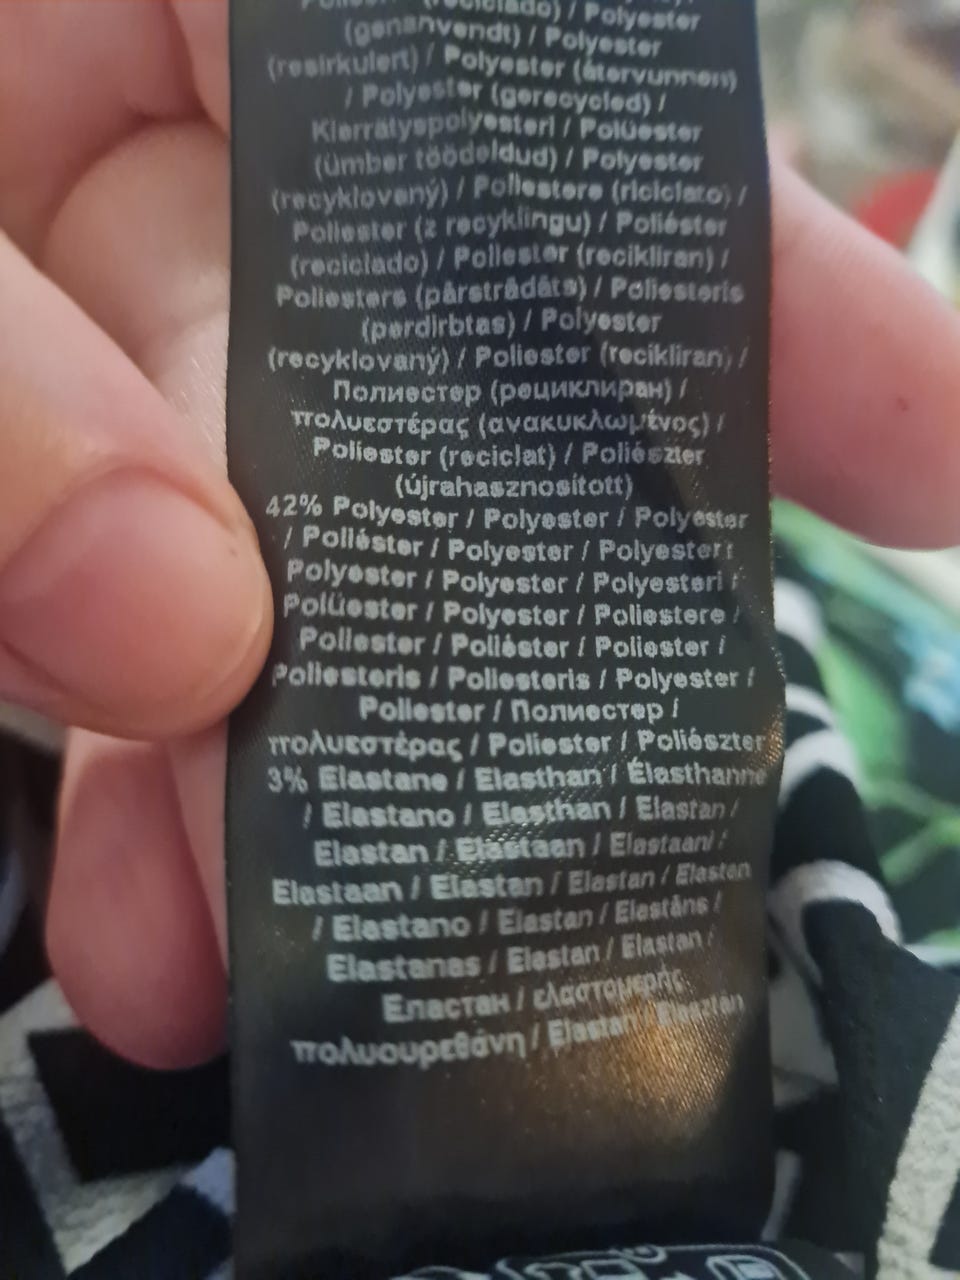 (reciclado) / Polyester
(genanvendt) / Polyester
(resirkulert) / Polyester (återvunnen)
/ Polyester (gerecycled) /
Kierrätyspolyesteri / Polüester
(ümber töödeldud) / Polyester
(recyklovaný) / Poliestere (riciclato) /
Poliester (z recyklingu) / Poliéster
(reciclado) / Poliester (recikliran) /
Poliesters (pārstrādāts) / Poliesteris
(perdirbtas) / Polyester
(recyklovaný) / Poliester (recikliran) /
Полиестер (рециклиран) /
πολυεστέρας (ανακυκλωμένος) /
Poliester (reciclat) / Poliészter
(újrahasznosított)
42% Polyester / Polyester / Polyester
/ Poliéster / Polyester / Polyester /
Polyester / Polyester / Polyesteri /
Polüester / Polyester / Poliestere /
Poliester / Poliéster / Poliester /
Poliesteris / Poliesteris / Polyester /
Poliester / Полиестер /
πολυεστέρας / Poliester / Poliészter
3% Elastane / Elasthan / Élasthanne
/ Elastano / Elasthan / Elastan /
Elastan / Elastaan / Elastaani /
Elastaan / Elastan / Elastan / Elastan
/ Elastano / Elastan / Elastāns /
Elastanas / Elastan / Elastan /
Еластан / ελαστομερής
πολυουρεθάνη / Elastan / Elasztán